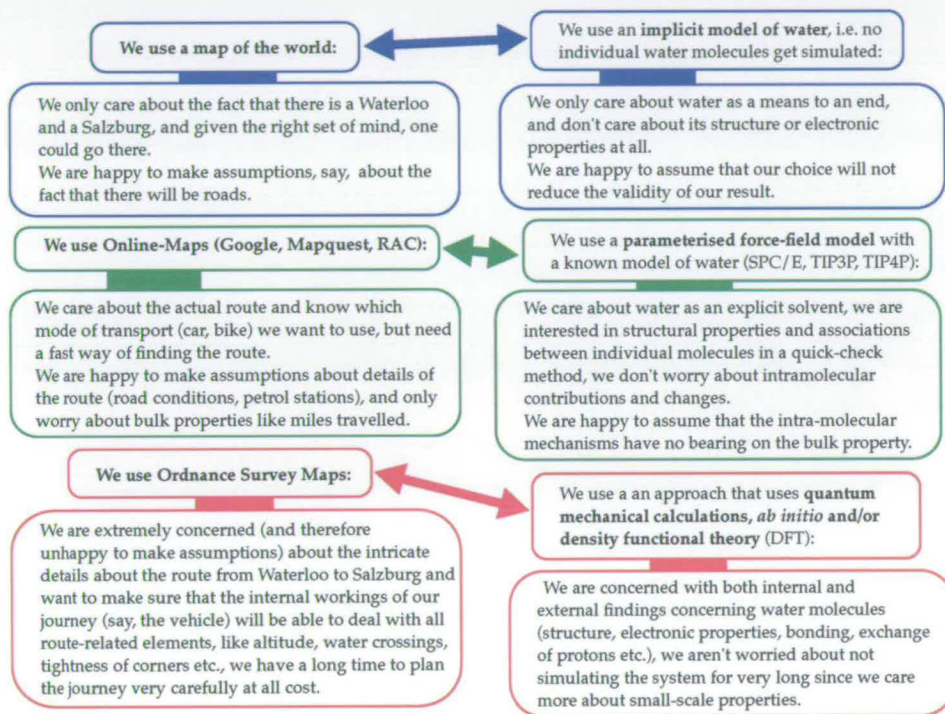 We use a map of the world:
We use an implicit model of water, i.e. no
individual water molecules get simulated:
We only care about the fact that there is a Waterloo
and a Salzburg, and given the right set of mind, one
could go there.
We are happy to make assumptions, say, about the
fact that there will be roads.
We only care about water as a means to an end,
and don't care about its structure or electronic
properties at all.
We are happy to assume that our choice will not
reduce the validity of our result.
We use Online-Maps (Google, Mapquest, RAC):
We use a parameterised force-field model with
a known model of water (SPC/E, TIP3P, TIP4P):
We care about the actual route and know which
mode of transport (car, bike) we want to use, but need
a fast way of finding the route.
We are happy to make assumptions about details of
the route (road conditions, petrol stations), and only
worry about bulk properties like miles travelled.
We care about water as an explicit solvent, we are
interested in structural properties and associations
between individual molecules in a quick-check
method, we don't worry about intramolecular
contributions and changes.
We are happy to assume that the intra-molecular
mechanisms have no bearing on the bulk property.
We use Ordnance Survey Maps:
We use a an approach that uses quantum
mechanical calculations, ab initio and/or
density functional theory (DFT):
We are extremely concerned (and therefore
unhappy to make assumptions) about the intricate
details about the route from Waterloo to Salzburg and
want to make sure that the internal workings of our
journey (say, the vehicle) will be able to deal with all
route-related elements, like altitude, water crossings,
tightness of corners etc., we have a long time to plan
the journey very carefully at all cost.
We are concerned with both internal and
external findings concerning water molecules
(structure, electronic properties, bonding, exchange
of protons etc.), we aren't worried about not
simulating the system for very long since we care
more about small-scale properties.